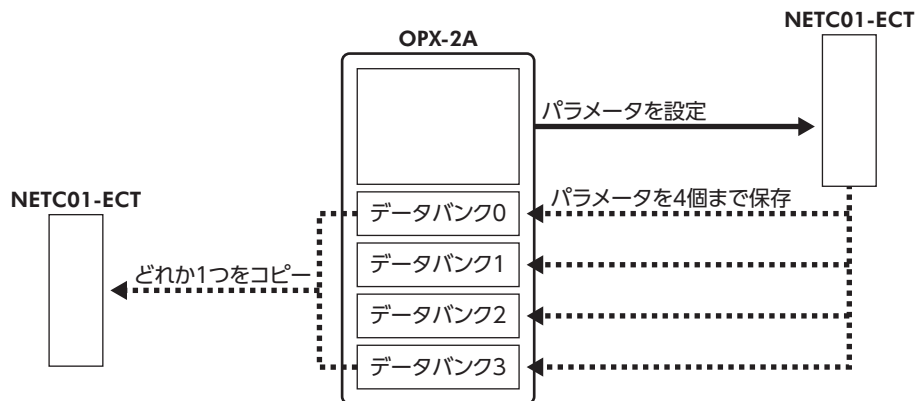 NETC01-ECT
OPX-2A
パラメータを設定
NETC01-ECT
データバンク0
パラメータを4個まで保存
どれか1つをコピー
データバンク1
データバンク2
データバンク3